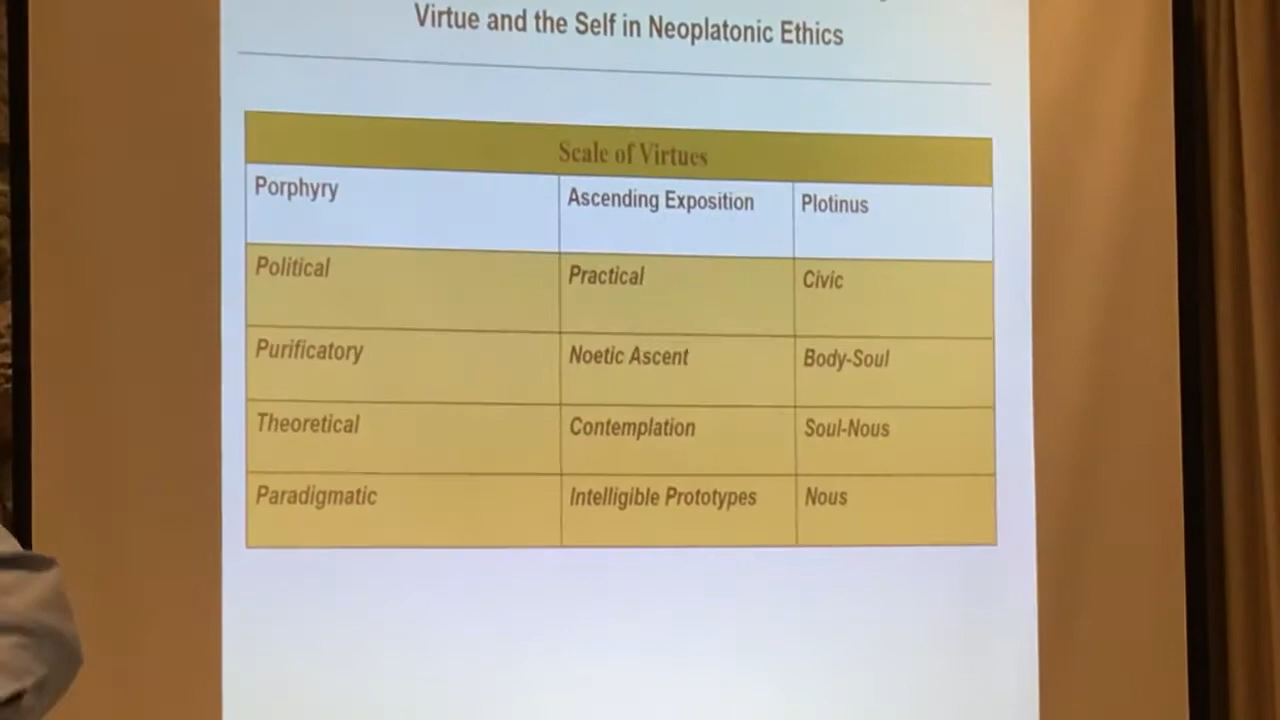 Virtue and the Self in Neoplatonic Ethics
Scale of Virtues
Porphyry Ascending Exposition Plotinus
Political Practical Civic
Purificatory Noetic Ascent Body-Soul
Theoretical Contemplation Soul-Nous
Paradigmatic Intelligible Prototypes Nous